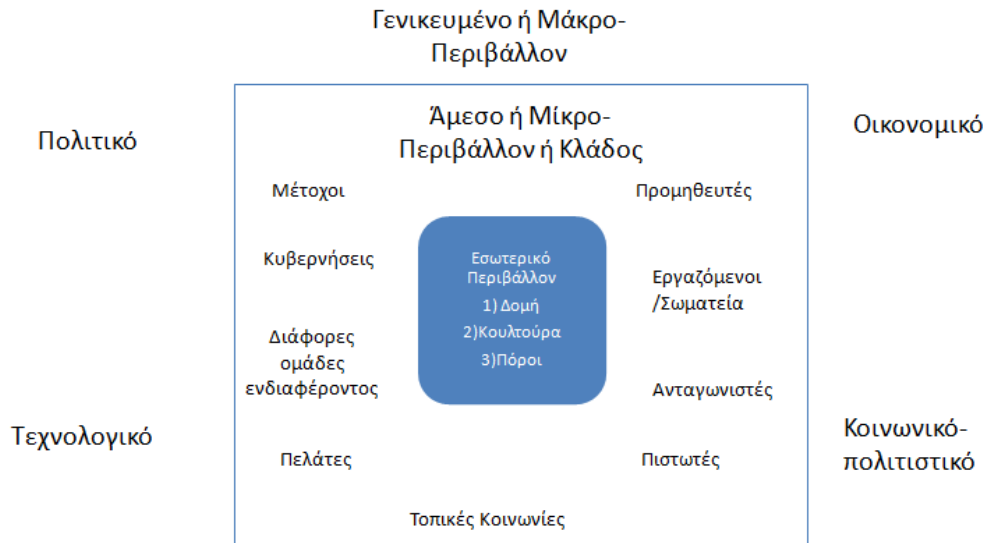 Γενικευμένο ή Μάκρο-
Περιβάλλον
Πολιτικό
Οικονομικό
Άμεσο ή Μίκρο-
Περιβάλλον ή Κλάδος
Μέτοχοι
Προμηθευτές
Κυβερνήσεις
Εσωτερικό
Περιβάλλον
1) Δομή
2)Κουλτούρα
3)Πόροι
Εργαζόμενοι
/Σωματεία
Διάφορες
ομάδες
ενδιαφέροντος
Ανταγωνιστές
Τεχνολογικό
Κοινωνικό-
πολιτιστικό
Πελάτες
Πιστωτές
Τοπικές Κοινωνίες